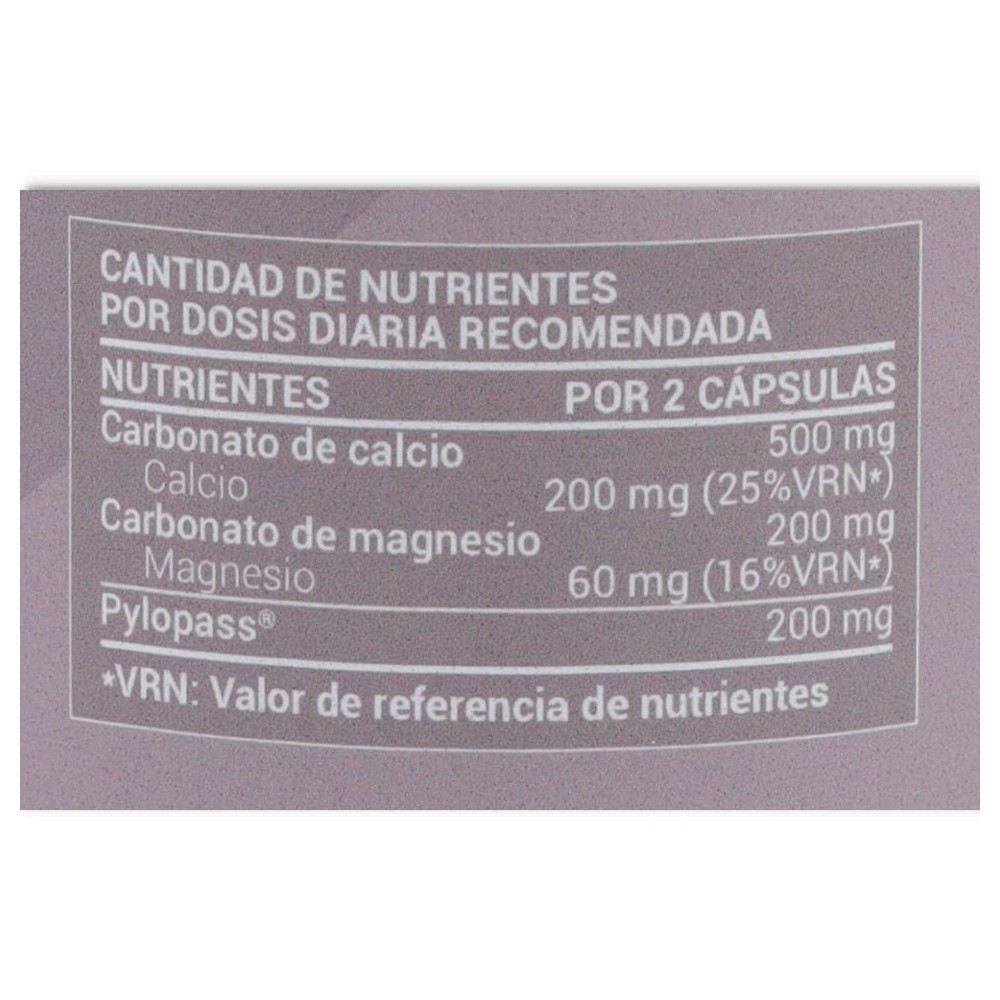 CANTIDAD DE NUTRIENTES
POR DOSIS DIARIA RECOMENDADA
NUTRIENTES POR 2 CÁPSULAS
Carbonato de calcio 500 mg
Calcio 200 mg (25%VRN*)
Carbonato de magnesio 200 mg
Magnesio 60 mg (16%VRN*)
Pylopass® 200 mg
*VRN: Valor de referencia de nutrientes